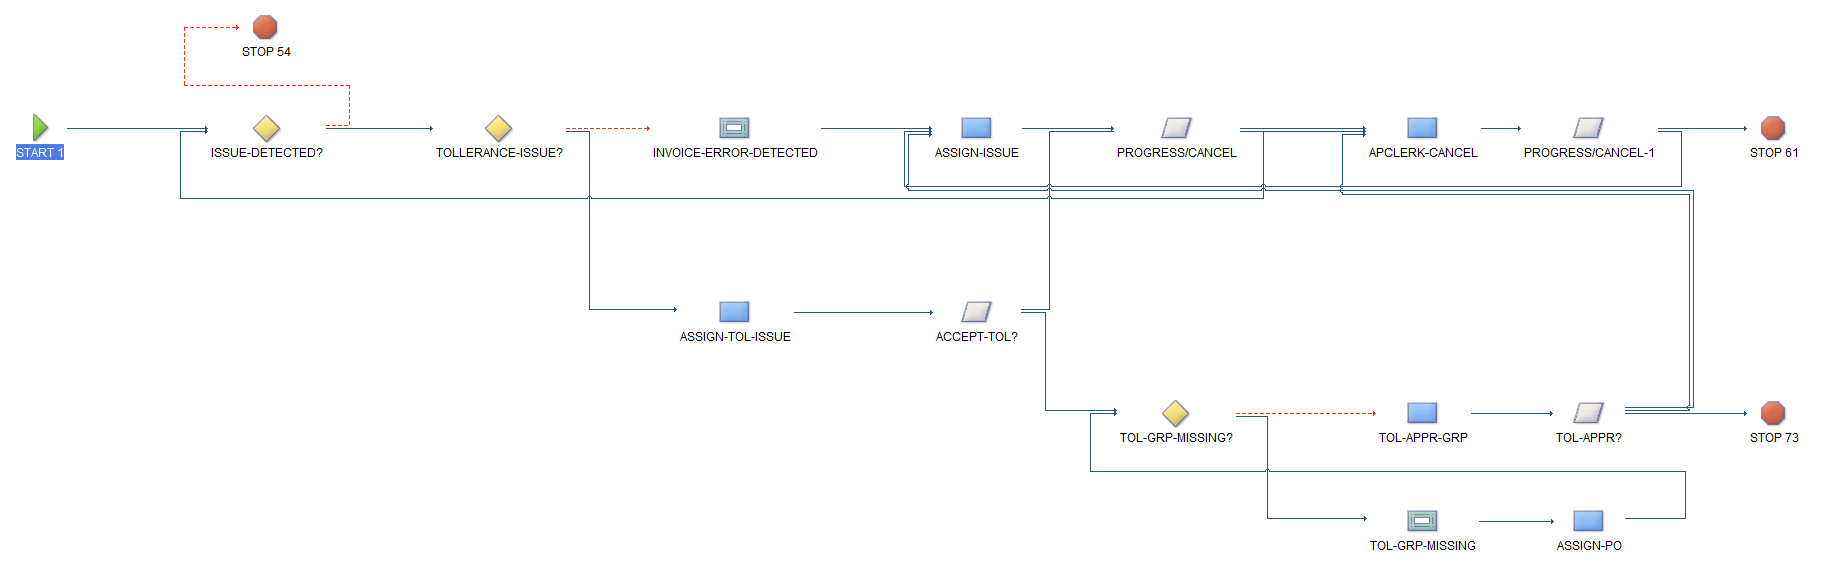 STOP 54
START 1
ISSUE-DETECTED?
TOLLERANCE-ISSUE?
INVOICE-ERROR-DETECTED
ASSIGN-ISSUE
PROGRESS/CANCEL
APCLERK-CANCEL
PROGRESS/CANCEL-1
STOP 61
ASSIGN-TOL-ISSUE
ACCEPT-TOL?
TOL-GRP-MISSING?
TOL-APPR-GRP
TOL-APPR?
STOP 73
TOL-GRP-MISSING
ASSIGN-PO